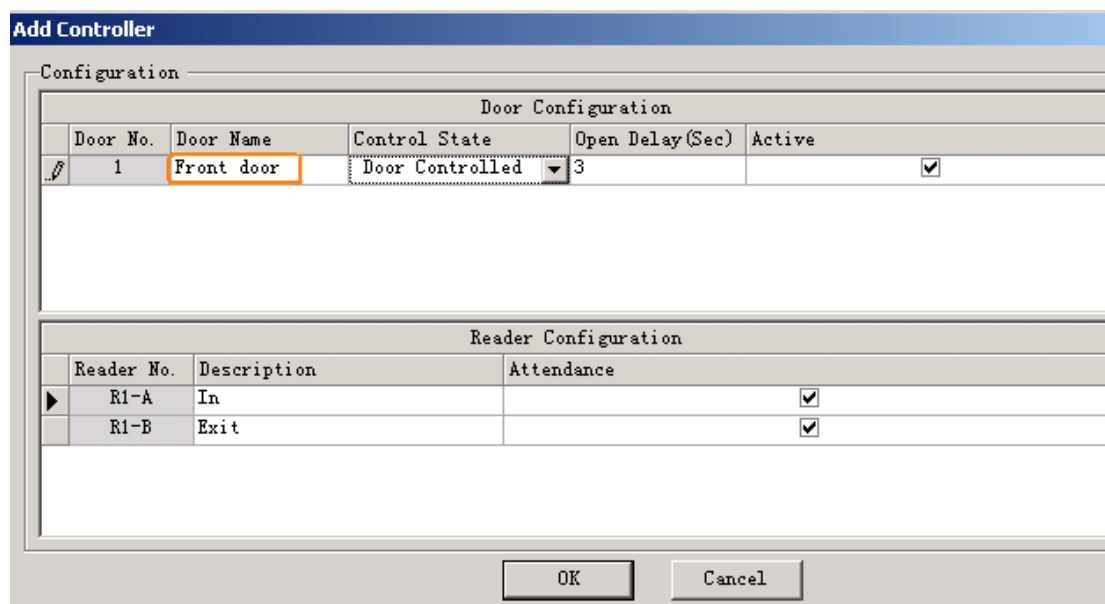 Add Controller
Configuration
Door Configuration
Door No. Door Name Control State Open Delay(Sec) Active
1 Front door Door Controlled 3
Reader Configuration
Reader No. Description Attendance
R1-A In
R1-B Exit
OK Cancel